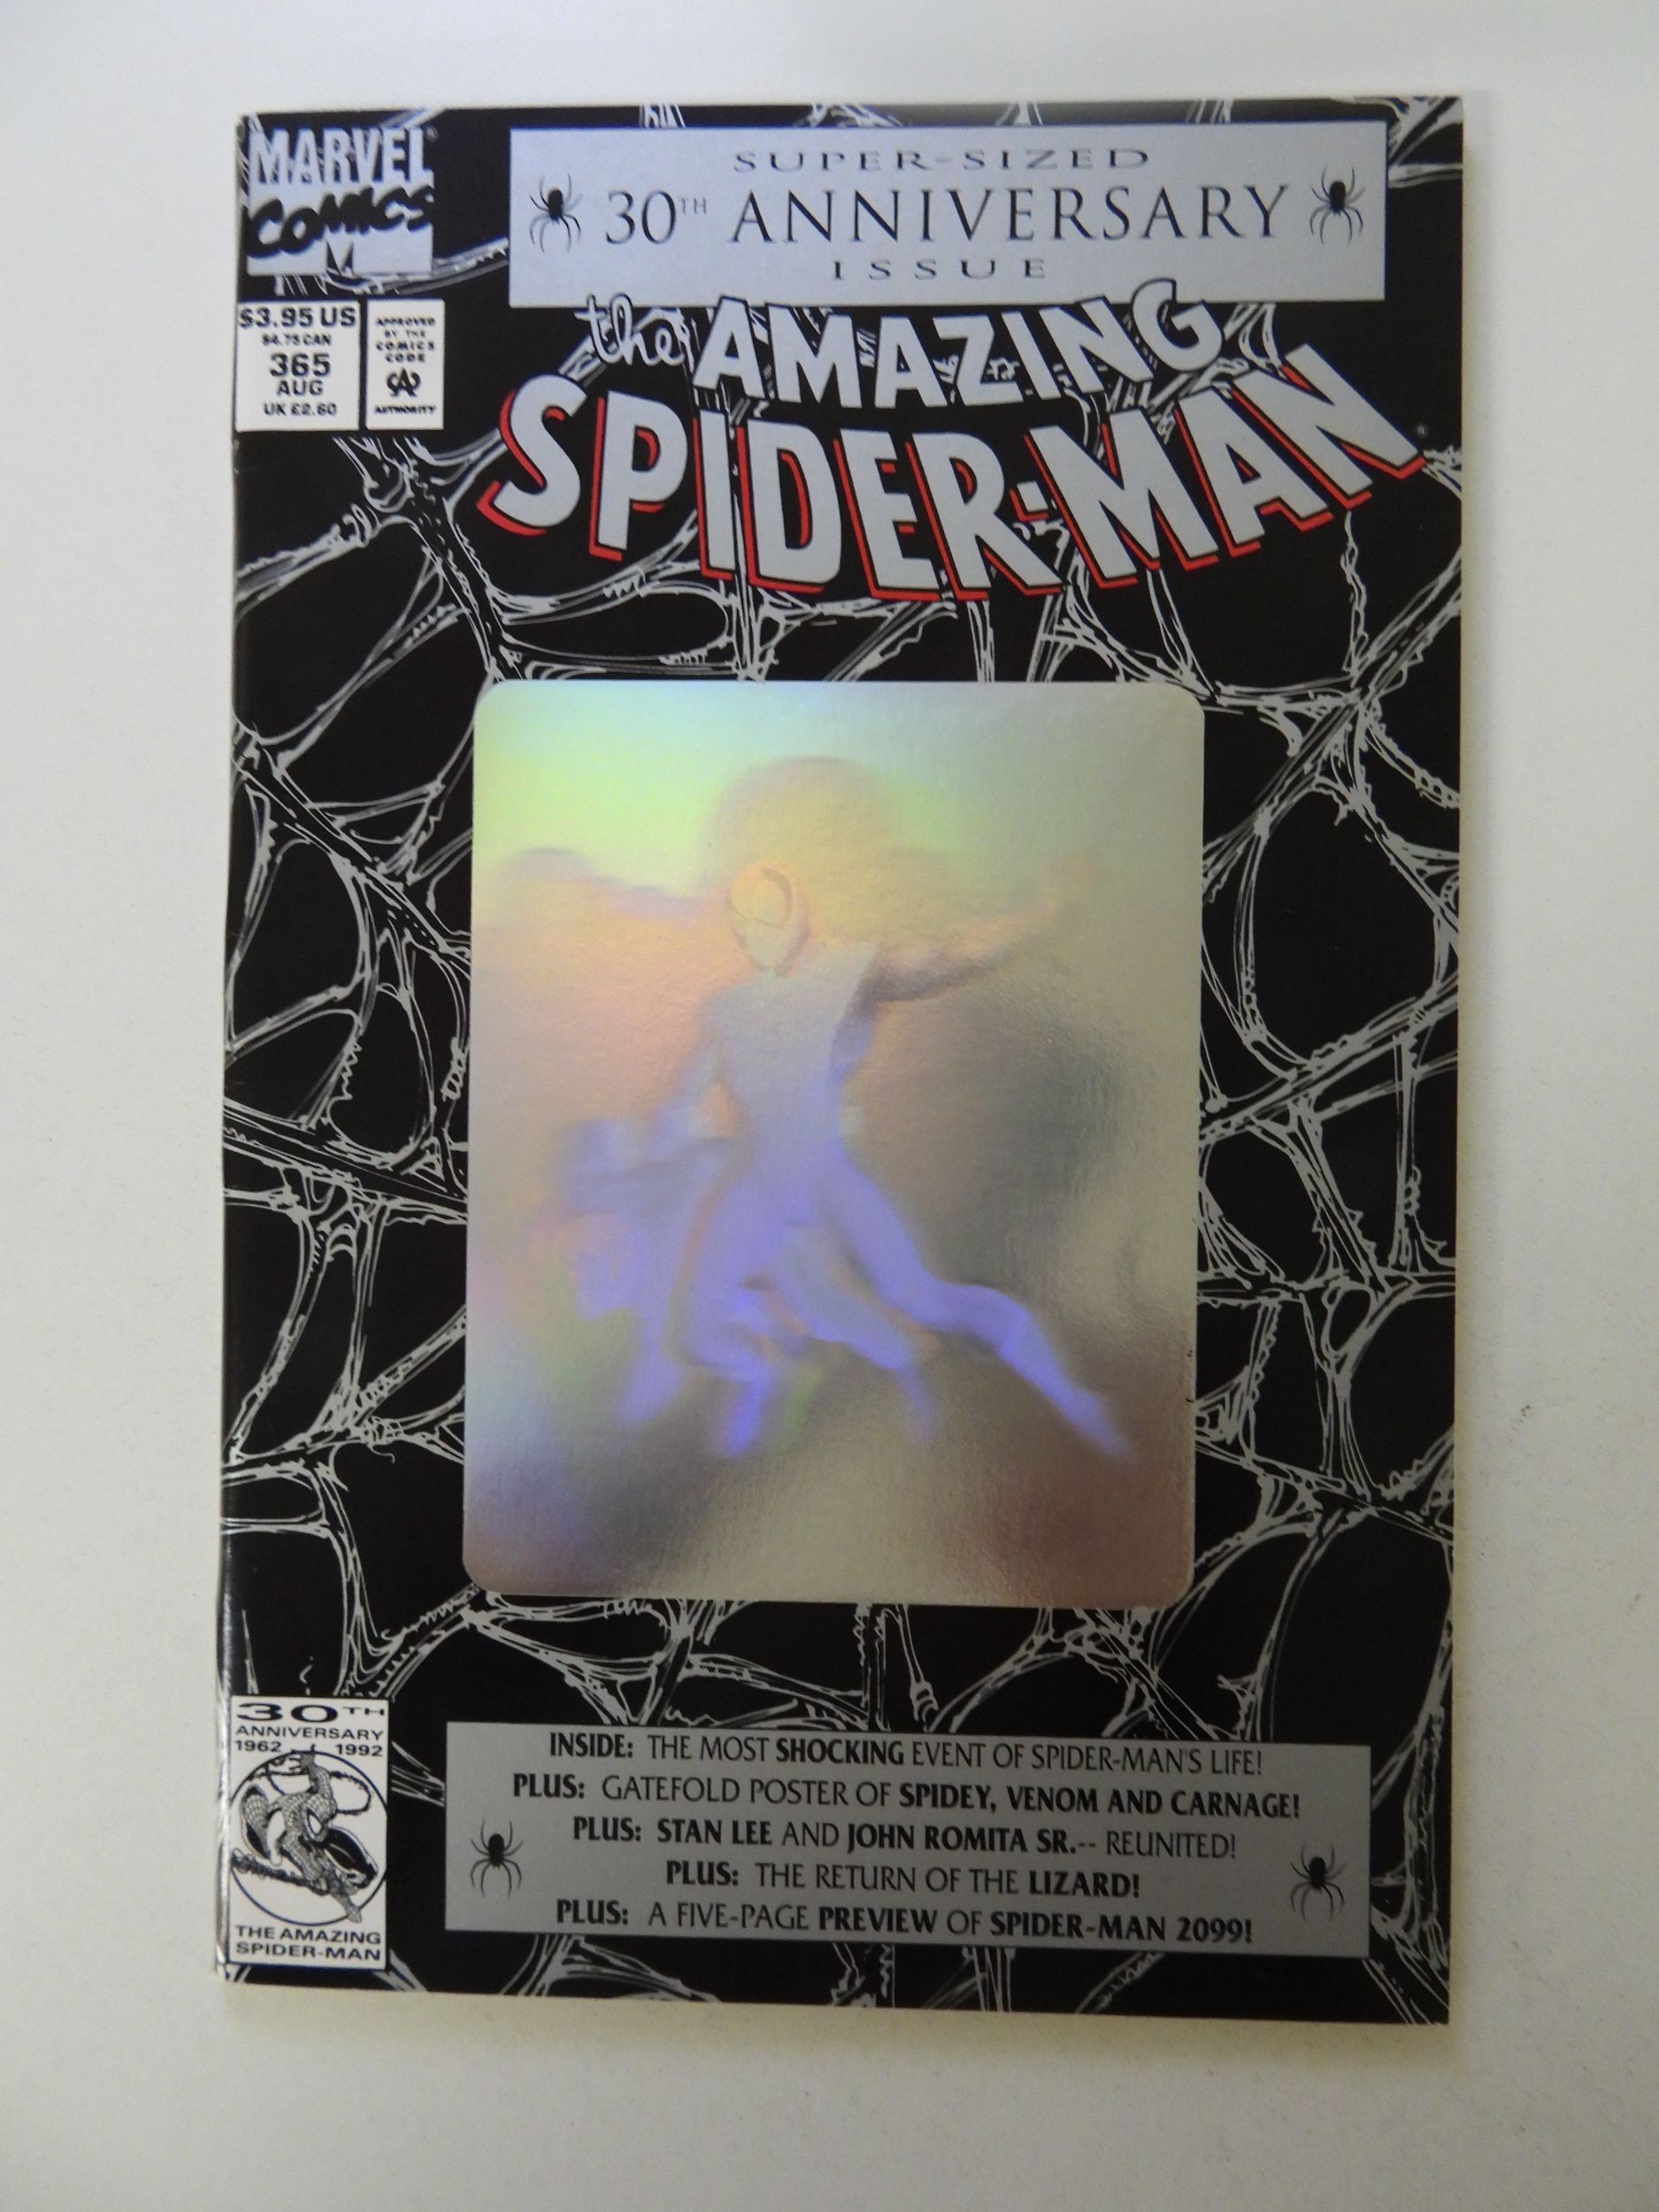 MARVEL
COMICS
SUPER-SIZED
30TH ANNIVERSARY
ISSUE
$3.95 US
$4.75 CAN
365
AUG
UK £2.60
APPROVED
BY THE
COMICS
CODE
CA
AUTHORITY
the AMAZING
SPIDER-MAN
30TH
ANNIVERSARY
1962 1992
THE AMAZING
SPIDER-MAN
INSIDE: THE MOST SHOCKING EVENT OF SPIDER-MAN'S LIFE!
PLUS: GATEFOLD POSTER OF SPIDEY, VENOM AND CARNAGE!
PLUS: STAN LEE AND JOHN ROMITA SR.-- REUNITED!
PLUS: THE RETURN OF THE LIZARD!
PLUS: A FIVE-PAGE PREVIEW OF SPIDER-MAN 2099!